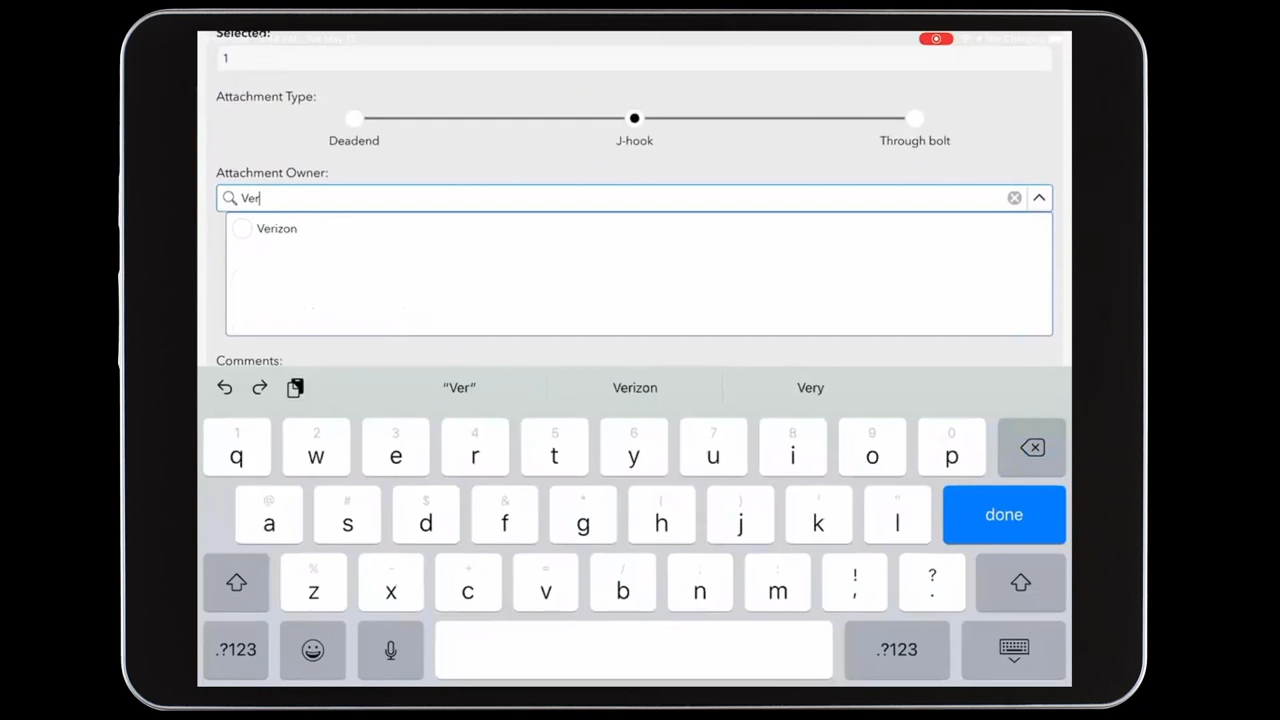 Selected:
1
Attachment Type:
Deadend J-hook Through bolt
Attachment Owner:
Ver
Verizon
Comments:
"Ver" Verizon Very
1 2 3 4 5 6 7 8 9 0
q w e r t y u i o p
@ # $ & * ( ) ' "
a s d f g h j k l done
% - + = / ; : ! ?
z x c v b n m , .
.?123 .?123